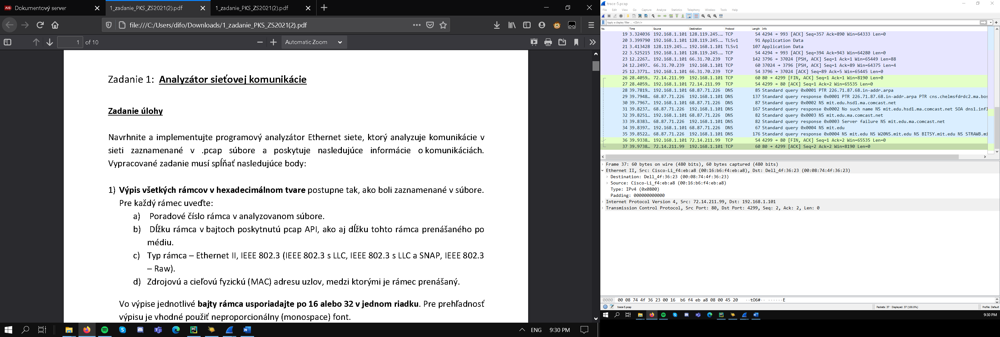 Dokumentový server
1_zadanie_PKS_ZS2021(2).pdf
1_zadanie_PKS_ZS2021(2).pdf
file:///C:/Users/difo/Downloads/1_zadanie_PKS_ZS2021(2).pdf
1 of 10
Automatic Zoom
Zadanie 1: Analyzátor sieťovej komunikácie
Zadanie úlohy
Navrhnite a implementujte programový analyzátor Ethernet siete, ktorý analyzuje komunikácie v
sieti zaznamenané v .pcap súbore a poskytuje nasledujúce informácie o komunikáciách.
Vypracované zadanie musí spĺňať nasledujúce body:
1) Výpis všetkých rámcov v hexadecimálnom tvare postupne tak, ako boli zaznamenané v súbore.
Pre každý rámec uveďte:
a) Poradové číslo rámca v analyzovanom súbore.
b) Dĺžku rámca v bajtoch poskytnutú pcap API, ako aj dĺžku tohto rámca prenášaného po
médiu.
c) Typ rámca – Ethernet II, IEEE 802.3 (IEEE 802.3 s LLC, IEEE 802.3 s LLC a SNAP, IEEE 802.3
– Raw).
d) Zdrojovú a cieľovú fyzickú (MAC) adresu uzlov, medzi ktorými je rámec prenášaný.
Vo výpise jednotlivé bajty rámca usporiadajte po 16 alebo 32 v jednom riadku. Pre prehľadnosť
výpisu je vhodné použiť neproporcionálny (monospace) font.
ENG 9:30 PM
trace-5.pcap
File Edit View Go Capture Analyze Statistics Telephony Wireless Tools Help
Apply a display filter ... <Ctrl-/>
No. Time Source Destination Protocol Length Info
19 3.324036 192.168.1.101 128.119.245.… TCP 54 4294 → 993 [ACK] Seq=357 Ack=890 Win=64333 Len=0
20 3.399790 192.168.1.101 128.119.245.… TLSv1 91 Application Data
21 3.413428 128.119.245.… 192.168.1.101 TLSv1 107 Application Data
22 3.525215 192.168.1.101 128.119.245.… TCP 54 4294 → 993 [ACK] Seq=394 Ack=943 Win=64280 Len=0
23 12.2267… 192.168.1.101 66.31.70.239 TCP 142 3796 → 37024 [PSH, ACK] Seq=1 Ack=1 Win=65449 Len=88
24 12.2497… 66.31.70.239 192.168.1.101 TCP 60 37024 → 3796 [PSH, ACK] Seq=1 Ack=89 Win=64375 Len=4
25 12.3771… 192.168.1.101 66.31.70.239 TCP 54 3796 → 37024 [ACK] Seq=89 Ack=5 Win=65445 Len=0
26 28.4059… 72.14.211.99 192.168.1.101 TCP 60 80 → 4299 [FIN, ACK] Seq=1 Ack=1 Win=8190 Len=0
27 28.4059… 192.168.1.101 72.14.211.99 TCP 54 4299 → 80 [ACK] Seq=1 Ack=2 Win=65535 Len=0
28 39.7819… 192.168.1.101 68.87.71.226 DNS 85 Standard query 0x0001 PTR 226.71.87.68.in-addr.arpa
29 39.7948… 68.87.71.226 192.168.1.101 DNS 137 Standard query response 0x0001 PTR 226.71.87.68.in-addr.arpa PTR cns.chelmsfdrdc2.ma.bos
30 39.7967… 192.168.1.101 68.87.71.226 DNS 87 Standard query 0x0002 NS mit.edu.hsd1.ma.comcast.net
31 39.8237… 68.87.71.226 192.168.1.101 DNS 167 Standard query response 0x0002 No such name NS mit.edu.hsd1.ma.comcast.net SOA dns1.infl
32 39.8251… 192.168.1.101 68.87.71.226 DNS 82 Standard query 0x0003 NS mit.edu.ma.comcast.net
33 39.8383… 68.87.71.226 192.168.1.101 DNS 82 Standard query response 0x0003 Server failure NS mit.edu.ma.comcast.net
34 39.8397… 192.168.1.101 68.87.71.226 DNS 67 Standard query 0x0004 NS mit.edu
35 39.8522… 68.87.71.226 192.168.1.101 DNS 176 Standard query response 0x0004 NS mit.edu NS W20NS.mit.edu NS BITSY.mit.edu NS STRAWB.mi
36 39.9338… 192.168.1.101 72.14.211.99 TCP 54 4299 → 80 [FIN, ACK] Seq=1 Ack=2 Win=65535 Len=0
37 39.9738… 72.14.211.99 192.168.1.101 TCP 60 80 → 4299 [ACK] Seq=2 Ack=2 Win=8190 Len=0
Frame 37: 60 bytes on wire (480 bits), 60 bytes captured (480 bits)
Ethernet II, Src: Cisco-Li_f4:eb:a8 (00:16:b6:f4:eb:a8), Dst: Dell_4f:36:23 (00:08:74:4f:36:23)
Destination: Dell_4f:36:23 (00:08:74:4f:36:23)
Source: Cisco-Li_f4:eb:a8 (00:16:b6:f4:eb:a8)
Type: IPv4 (0x0800)
Padding: 000000000000
Internet Protocol Version 4, Src: 72.14.211.99, Dst: 192.168.1.101
Transmission Control Protocol, Src Port: 80, Dst Port: 4299, Seq: 2, Ack: 2, Len: 0
0000 00 08 74 4f 36 23 00 16 b6 f4 eb a8 08 00 45 20 ··tO6#·· ······E
trace-5.pcap Packets: 37 · Displayed: 37 (100.0%) Profile: Default
9:30 PM